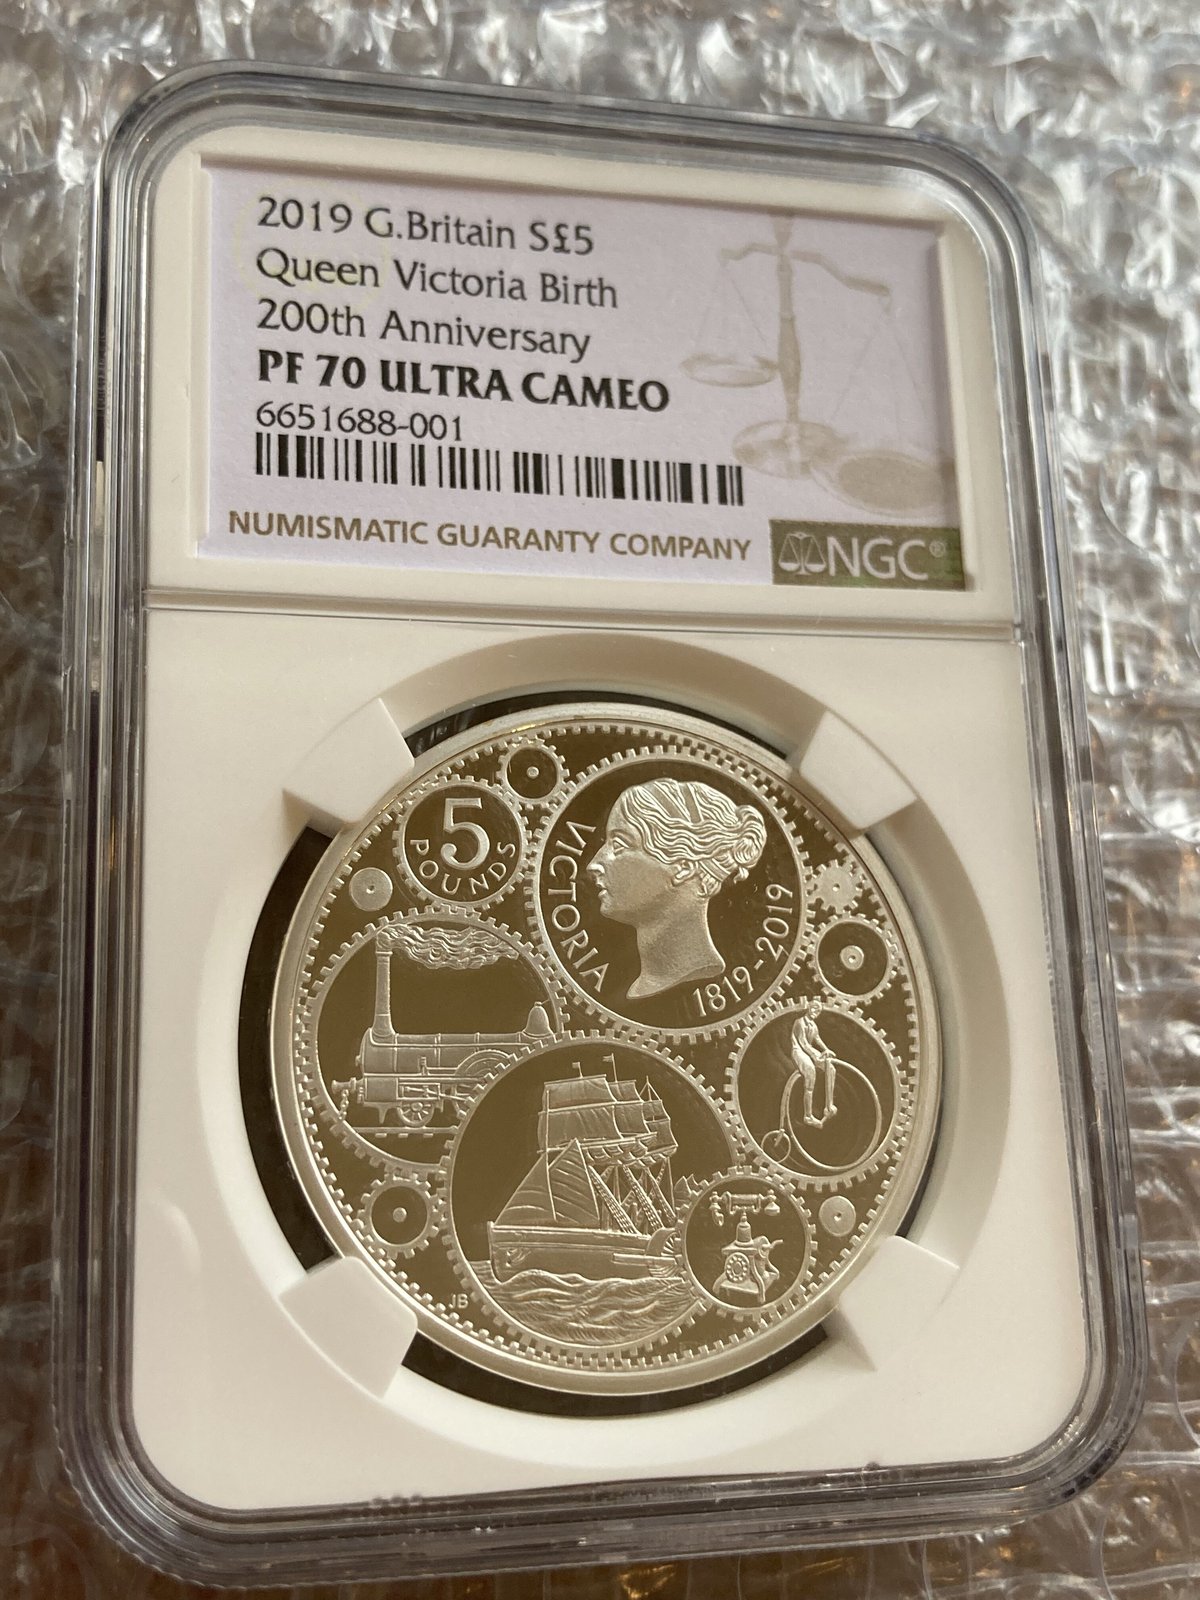 2019 G.Britain S£5
Queen Victoria Birth
200th Anniversary
PF 70 ULTRA CAMEO
6651688-001
NUMISMATIC GUARANTY COMPANY
NGC®
5
POUNDS
VICTORIA
1819-2019
JB